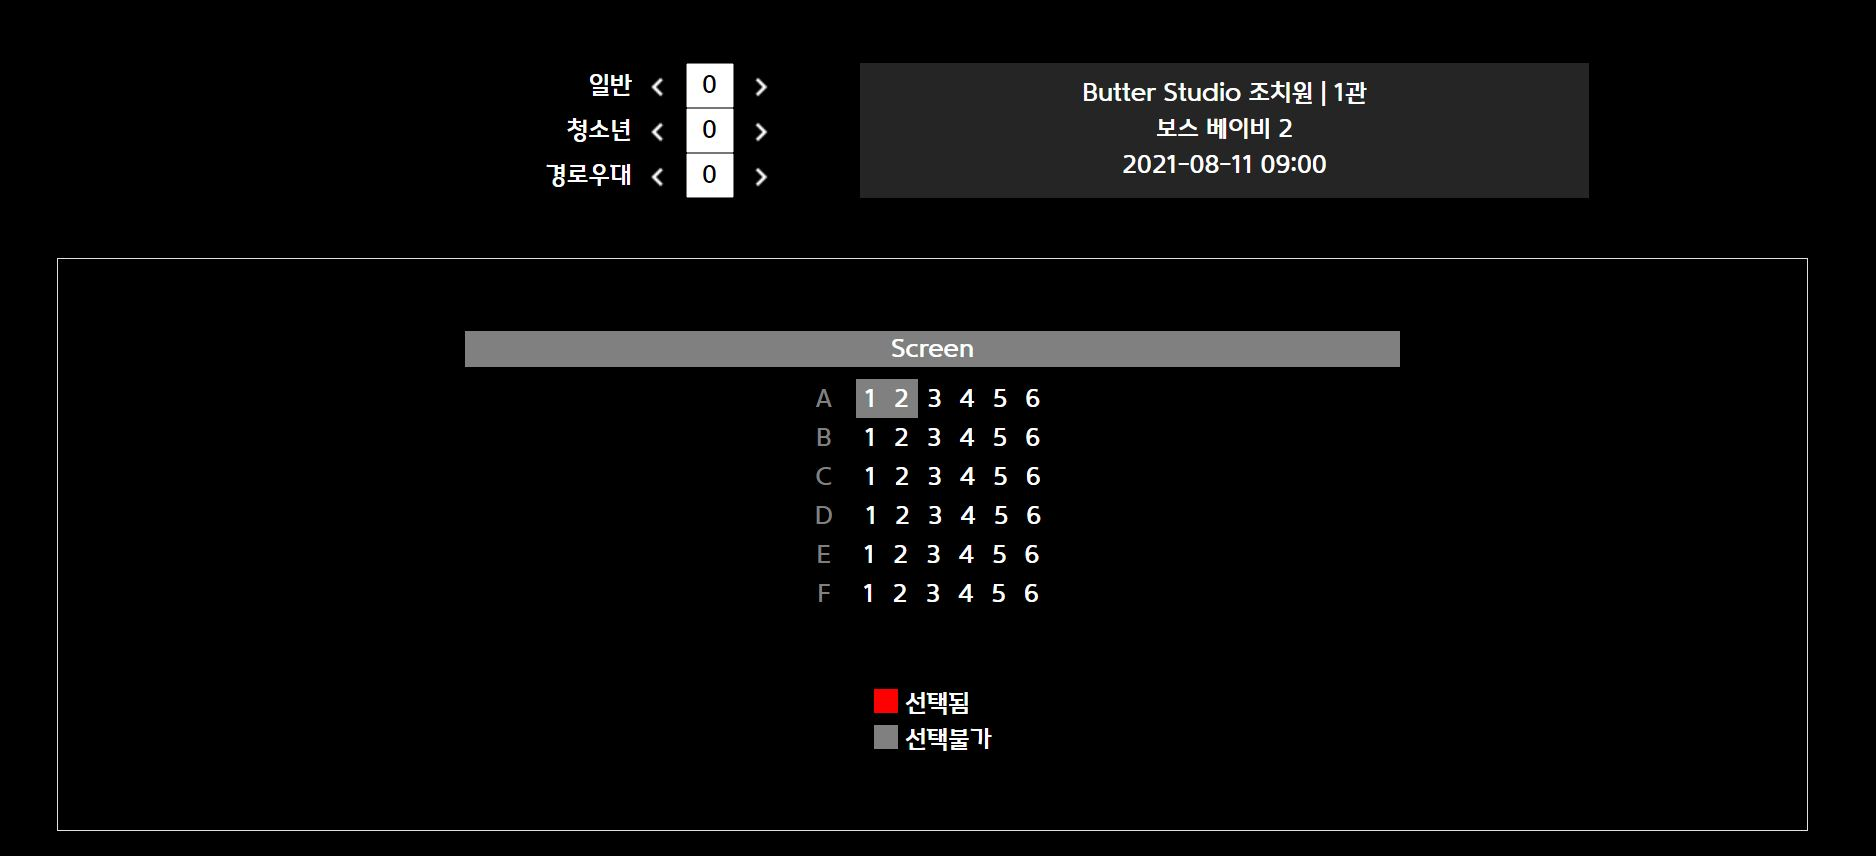 일반 < 0 >
청소년 < 0 >
경로우대 < 0 >
Butter Studio 조치원 | 1관
보스 베이비 2
2021-08-11 09:00
Screen
A 1 2 3 4 5 6
B 1 2 3 4 5 6
C 1 2 3 4 5 6
D 1 2 3 4 5 6
E 1 2 3 4 5 6
F 1 2 3 4 5 6
선택됨
선택불가